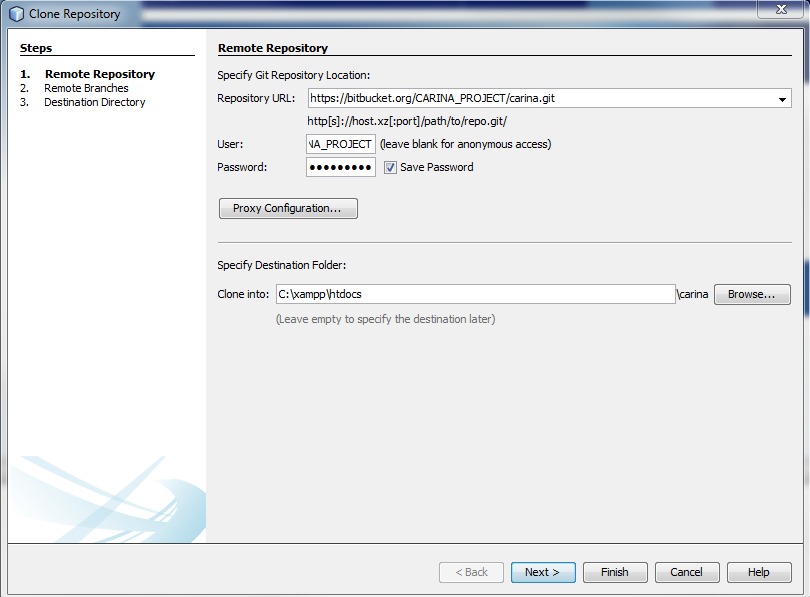 Clone Repository
Steps
1. Remote Repository
2. Remote Branches
3. Destination Directory
Remote Repository
Specify Git Repository Location:
Repository URL: https://bitbucket.org/CARINA_PROJECT/carina.git
http[s]://host.xz[:port]/path/to/repo.git/
User: NA_PROJECT (leave blank for anonymous access)
Password: ●●●●●●●●● Save Password
Proxy Configuration...
Specify Destination Folder:
Clone into: C:\xampp\htdocs \carina Browse...
(Leave empty to specify the destination later)
< Back Next > Finish Cancel Help